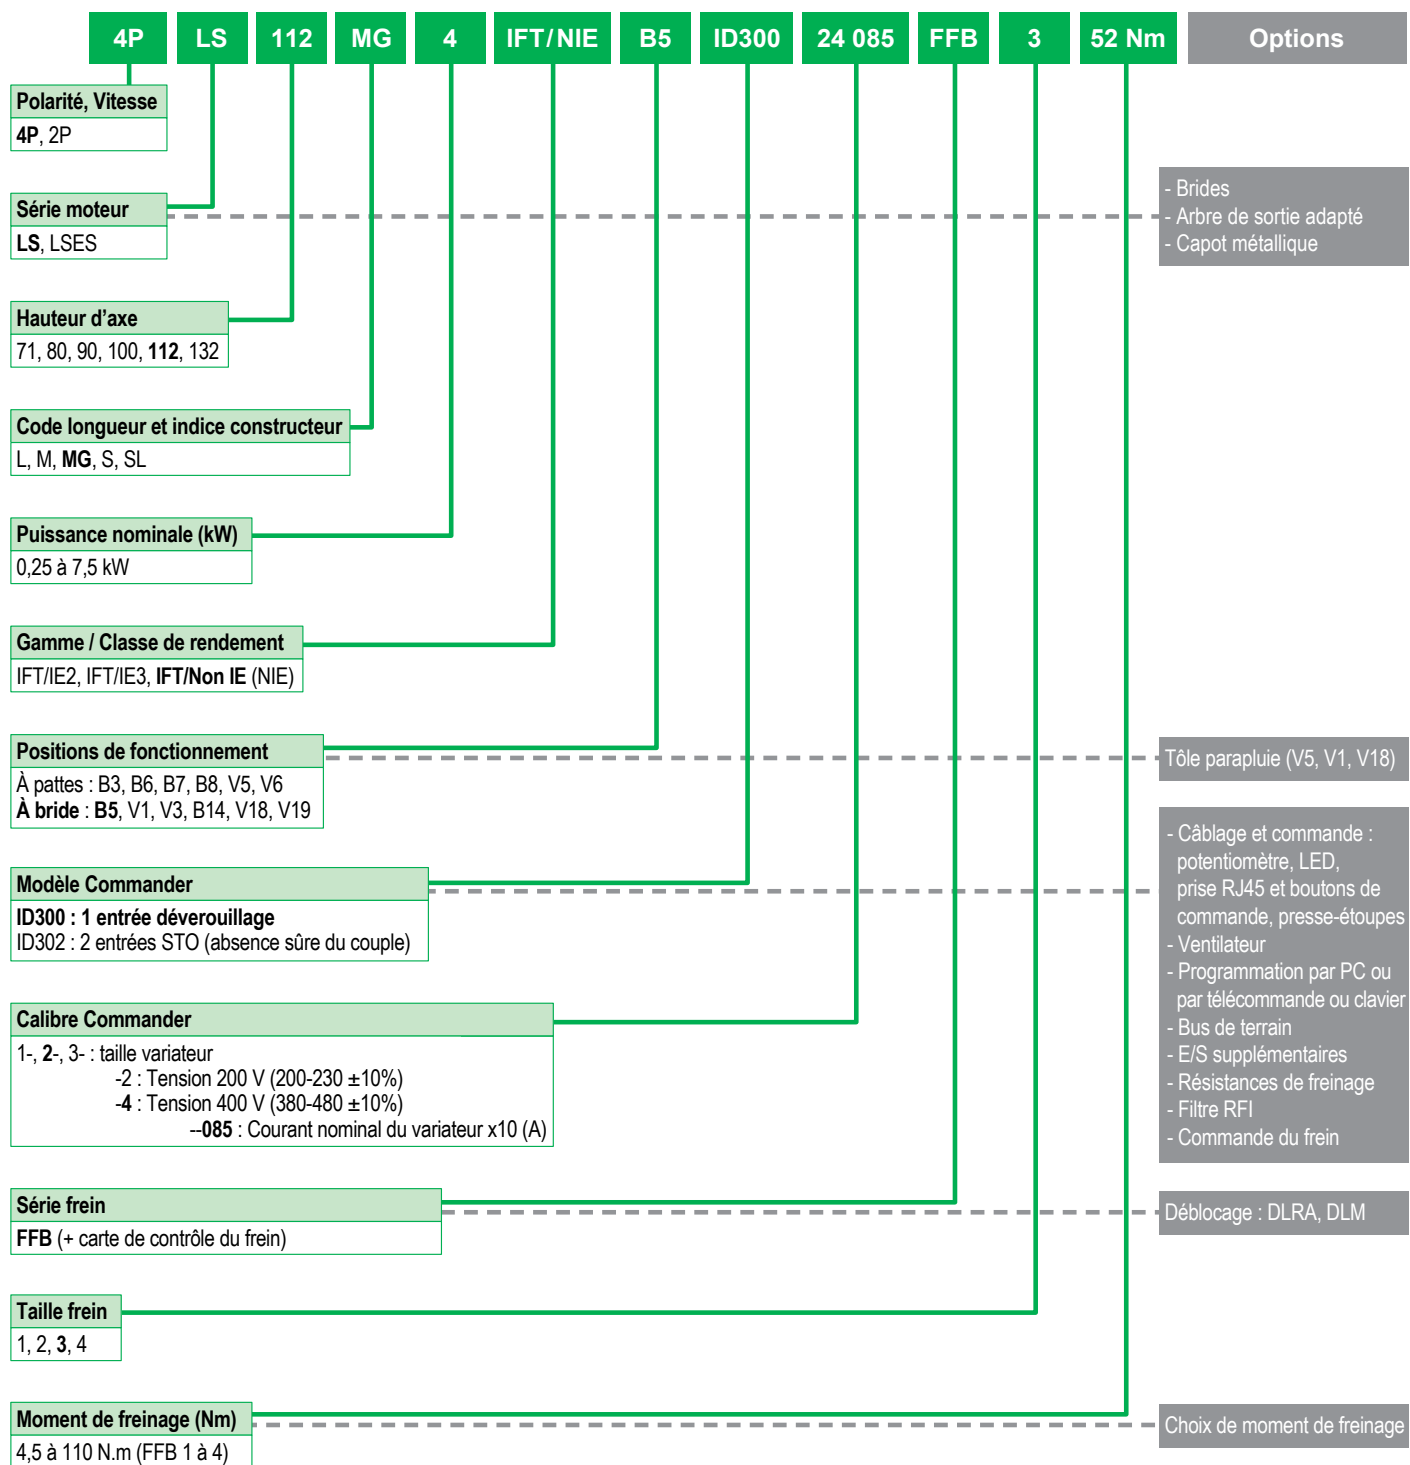 4P LS 112 MG 4 IFT/NIE B5 ID300 24 085 FFB 3 52 Nm Options
Polarité, Vitesse
4P, 2P
Série moteur
LS, LSES
- Brides
- Arbre de sortie adapté
- Capot métallique
Hauteur d’axe
71, 80, 90, 100, 112, 132
Code longueur et indice constructeur
L, M, MG, S, SL
Puissance nominale (kW)
0,25 à 7,5 kW
Gamme / Classe de rendement
IFT/IE2, IFT/IE3, IFT/Non IE (NIE)
Positions de fonctionnement
À pattes : B3, B6, B7, B8, V5, V6
À bride : B5, V1, V3, B14, V18, V19
Tôle parapluie (V5, V1, V18)
Modèle Commander
ID300 : 1 entrée déverouillage
ID302 : 2 entrées STO (absence sûre du couple)
- Câblage et commande :
potentiomètre, LED,
prise RJ45 et boutons de
commande, presse-étoupes
- Ventilateur
- Programmation par PC ou
par télécommande ou clavier
- Bus de terrain
- E/S supplémentaires
- Résistances de freinage
- Filtre RFI
- Commande du frein
Calibre Commander
1-, 2-, 3- : taille variateur
-2 : Tension 200 V (200-230 ±10%)
-4 : Tension 400 V (380-480 ±10%)
--085 : Courant nominal du variateur x10 (A)
Série frein
FFB (+ carte de contrôle du frein)
Déblocage : DLRA, DLM
Taille frein
1, 2, 3, 4
Moment de freinage (Nm)
4,5 à 110 N.m (FFB 1 à 4)
Choix de moment de freinage